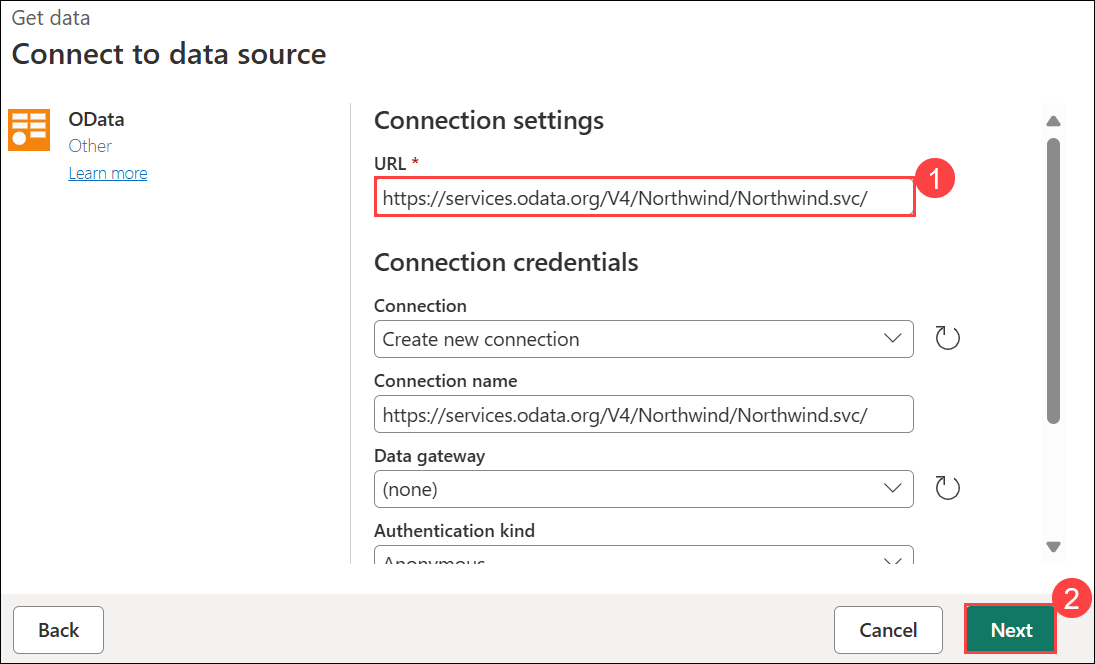 Get data
Connect to data source
OData
Other
Learn more
Connection settings
URL *
https://services.odata.org/V4/Northwind/Northwind.svc/
1
Connection credentials
Connection
Create new connection
Connection name
https://services.odata.org/V4/Northwind/Northwind.svc/
Data gateway
(none)
Authentication kind
Anonymous
Back
Cancel
Next
2